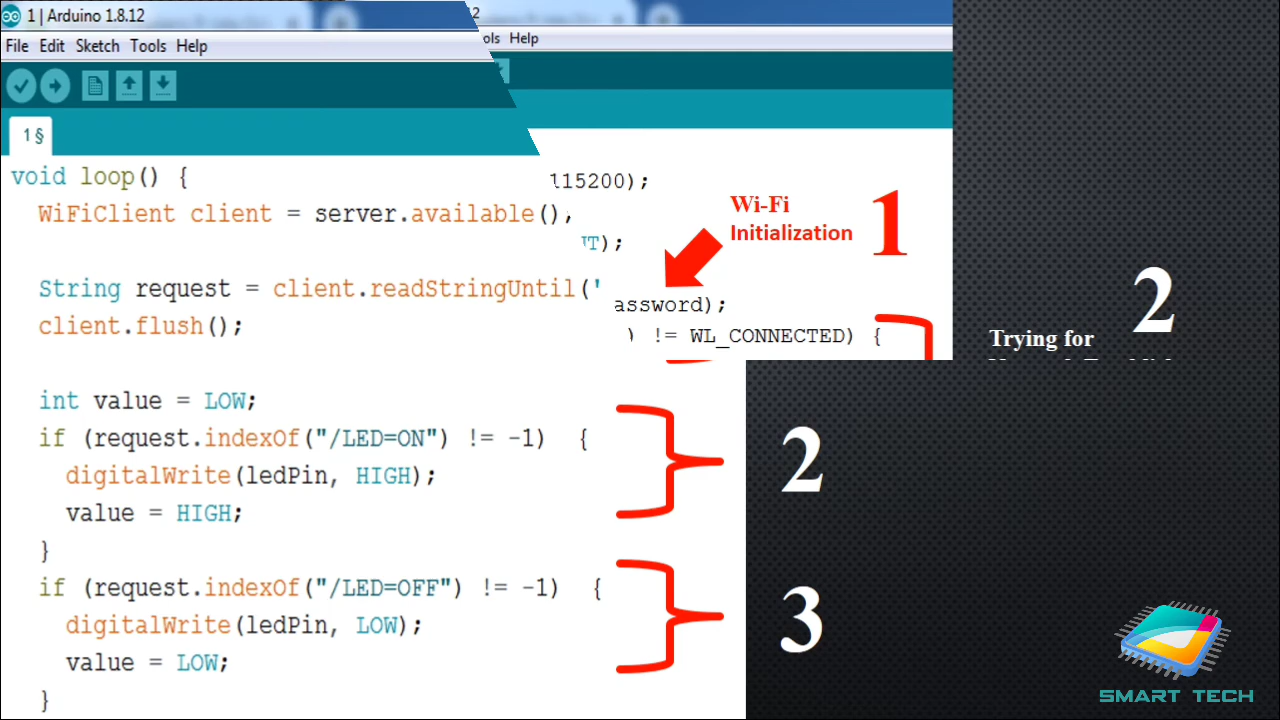 1 | Arduino 1.8.12
File Edit Sketch Tools Help
Help
1 §
void loop() {
WiFiClient client = server.available(),
String request = client.readStringUntil('
client.flush();
int value = LOW;
if (request.indexOf("/LED=ON") != -1) {
digitalWrite(ledPin, HIGH);
value = HIGH;
}
if (request.indexOf("/LED=OFF") != -1) {
digitalWrite(ledPin, LOW);
value = LOW;
}
115200);
T);
assword);
) != WL_CONNECTED) {
Wi-Fi
Initialization
1
2
Trying for
2
3
SMART TECH